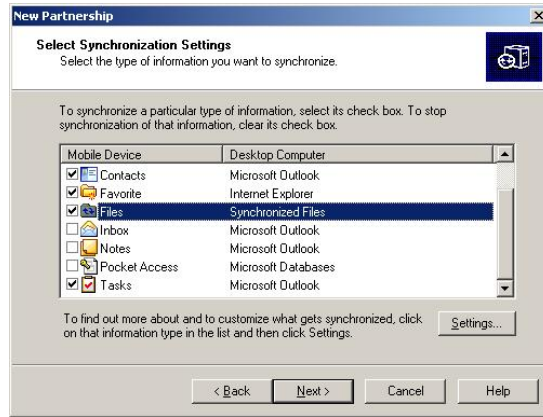 New Partnership
Select Synchronization Settings
Select the type of information you want to synchronize.
To synchronize a particular type of information, select its check box. To stop
synchronization of that information, clear its check box.
Mobile Device Desktop Computer
Contacts Microsoft Outlook
Favorite Internet Explorer
Files Synchronized Files
Inbox Microsoft Outlook
Notes Microsoft Outlook
Pocket Access Microsoft Databases
Tasks Microsoft Outlook
To find out more about and to customize what gets synchronized, click
on that information type in the list and then click Settings.
Settings...
< Back Next > Cancel Help